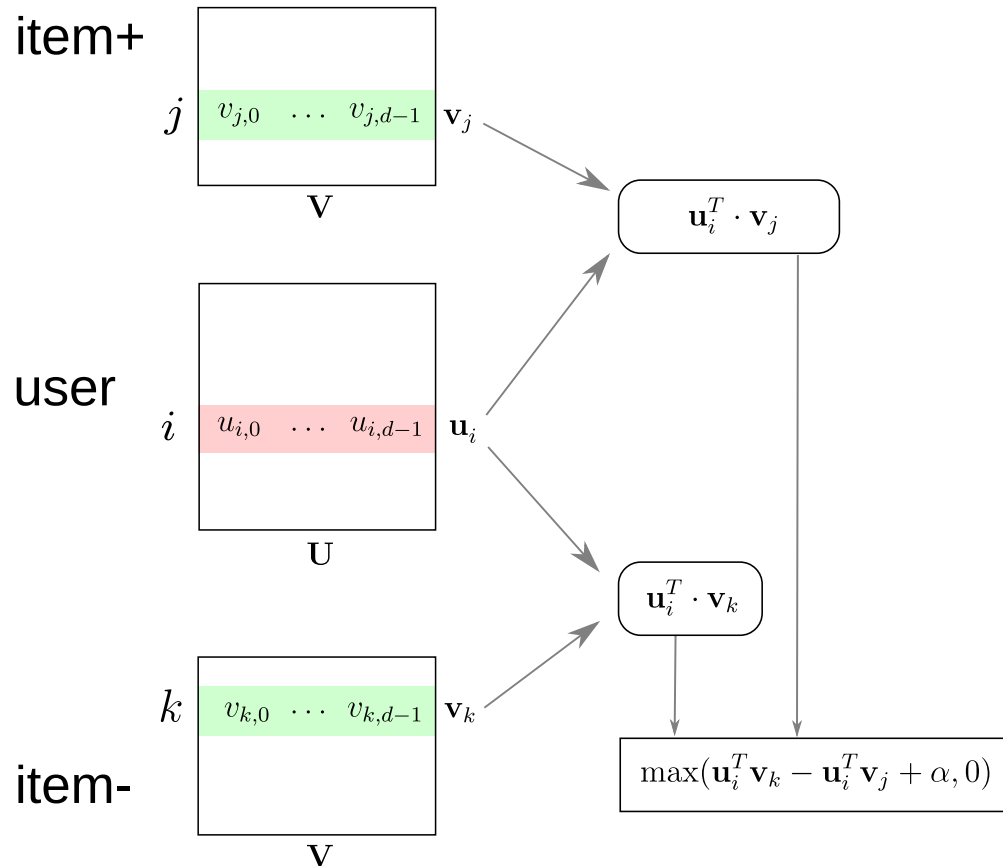 item+
j
v_{j,0} … v_{j,d−1}
𝐯_j
𝐕
𝐮_i^T · 𝐯_j
user
i
u_{i,0} … u_{i,d−1}
𝐮_i
𝐔
𝐮_i^T · 𝐯_k
k
v_{k,0} … v_{k,d−1}
𝐯_k
item-
𝐕
max(𝐮_i^T 𝐯_k − 𝐮_i^T 𝐯_j + α, 0)